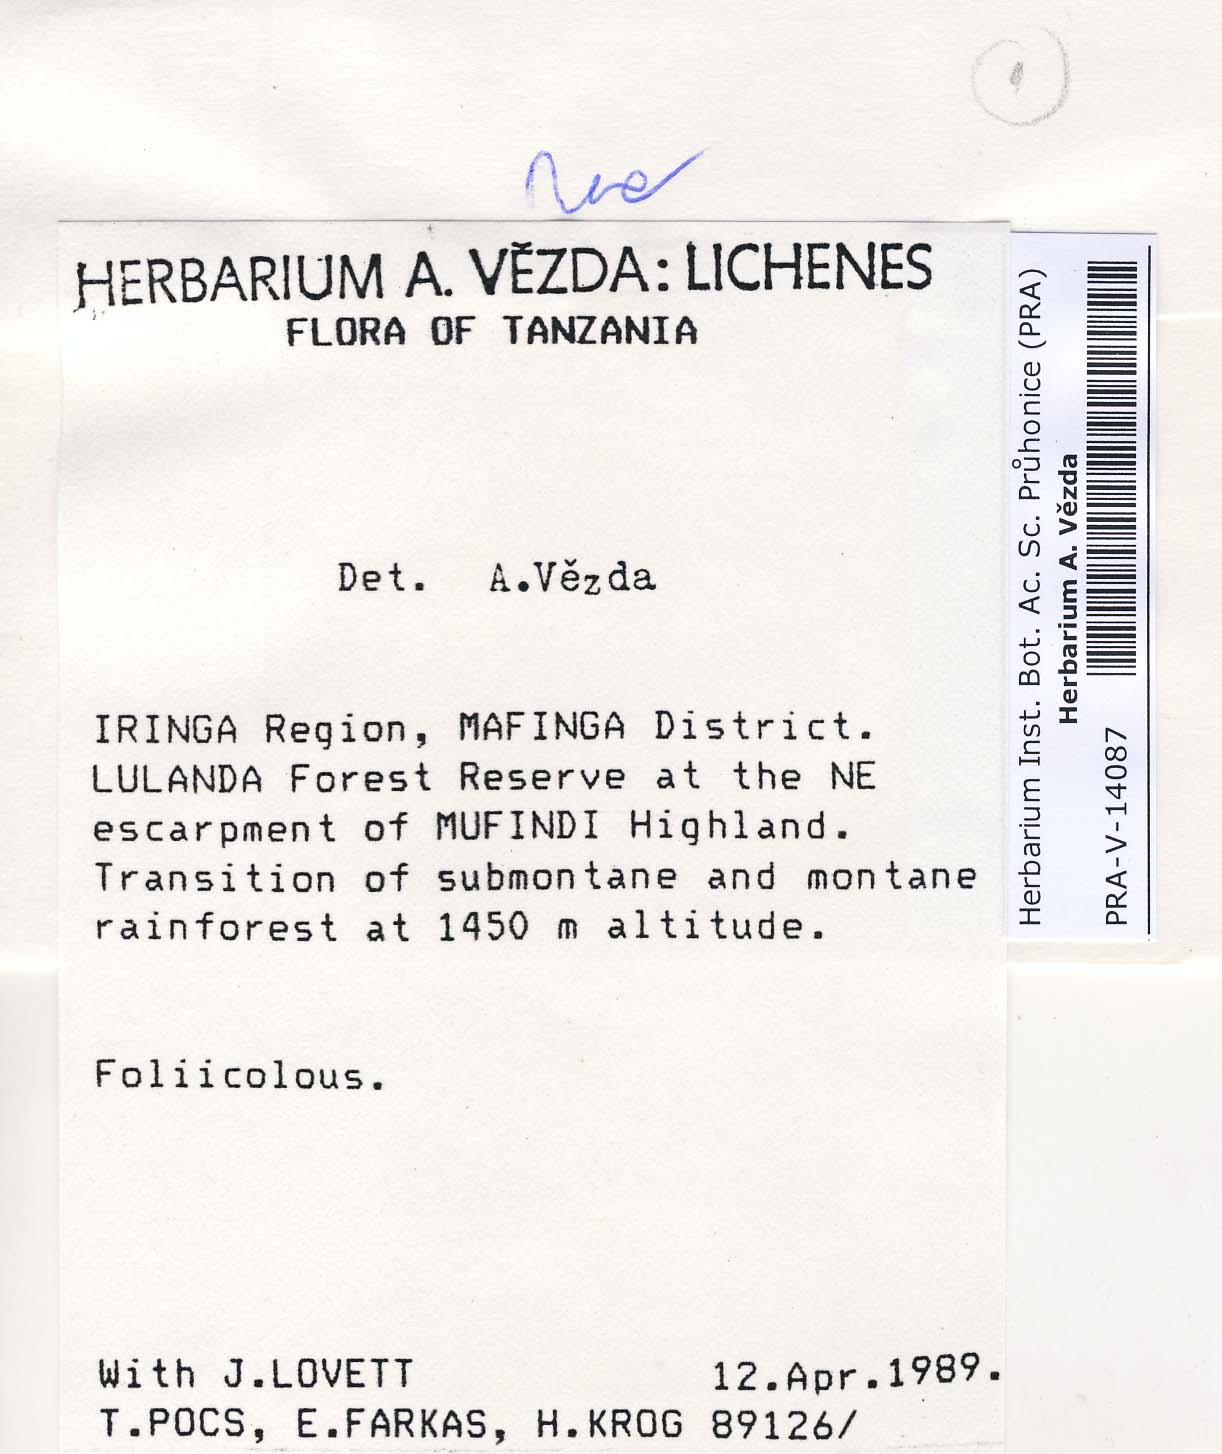 HERBARIUM A. VĚZDA: LICHENES
FLORA OF TANZANIA
Det. A.Vězda
IRINGA Region, MAFINGA District.
LULANDA Forest Reserve at the NE
escarpment of MUFINDI Highland.
Transition of submontane and montane
rainforest at 1450 m altitude.
Foliicolous.
With J.LOVETT 12.Apr.1989.
T.POCS, E.FARKAS, H.KROG 89126/
Herbarium Inst. Bot. Ac. Sc. Průhonice (PRA)
Herbarium A. Vězda
PRA-V-14087